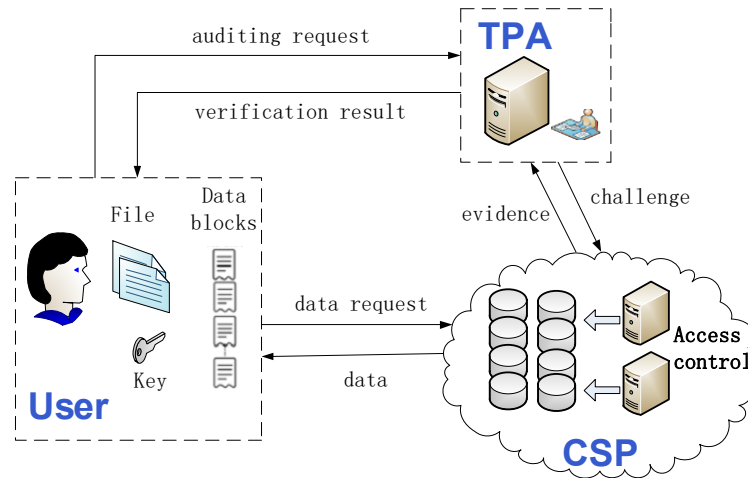 auditing request
TPA
verification result
challenge
evidence
File
Data
blocks
Key
User
data request
data
Access
control
CSP